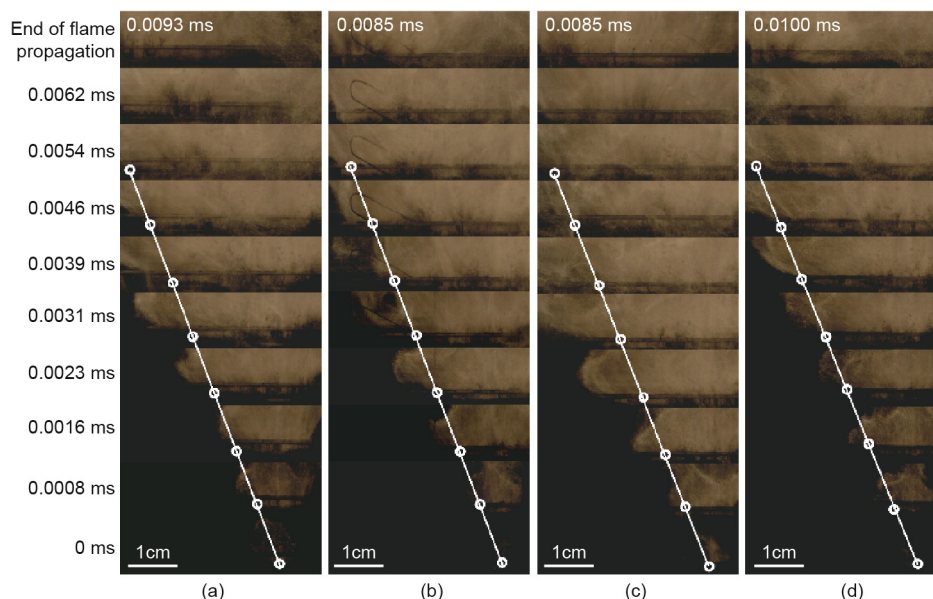 End of flame
propagation
0.0093 ms
0.0085 ms
0.0085 ms
0.0100 ms
0.0062 ms
0.0054 ms
0.0046 ms
0.0039 ms
0.0031 ms
0.0023 ms
0.0016 ms
0.0008 ms
0 ms
1cm
1cm
1cm
1cm
(a)
(b)
(c)
(d)